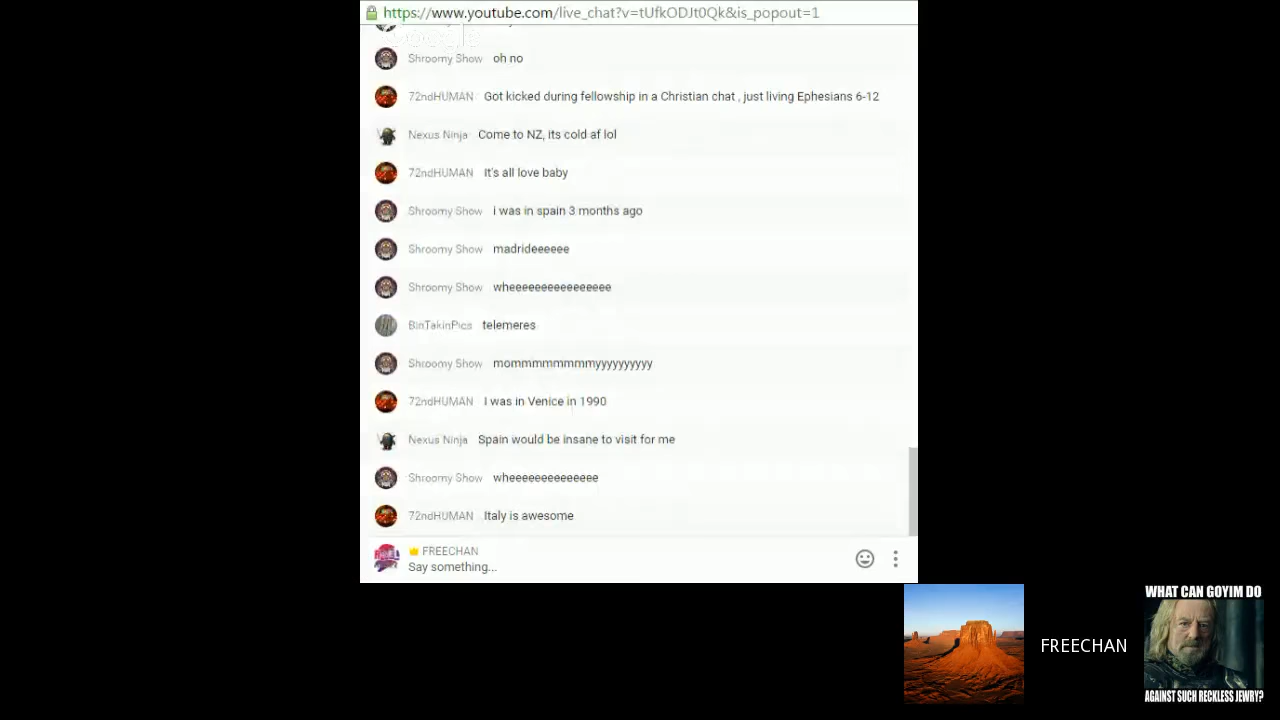 https://www.youtube.com/live_chat?v=tUfkODJt0Qk&is_popout=1
Shroomy Show oh no
72ndHUMAN Got kicked during fellowship in a Christian chat , just living Ephesians 6-12
Nexus Ninja Come to NZ, its cold af lol
72ndHUMAN It's all love baby
Shroomy Show i was in spain 3 months ago
Shroomy Show madrideeeeee
Shroomy Show wheeeeeeeeeeeeeeee
BinTakinPics telemeres
Shroomy Show mommmmmmmmyyyyyyyyyy
72ndHUMAN I was in Venice in 1990
Nexus Ninja Spain would be insane to visit for me
Shroomy Show wheeeeeeeeeeeeee
72ndHUMAN Italy is awesome
FREECHAN
Say something...
WHAT CAN GOYIM DO
FREECHAN
AGAINST SUCH RECKLESS JEWRY?